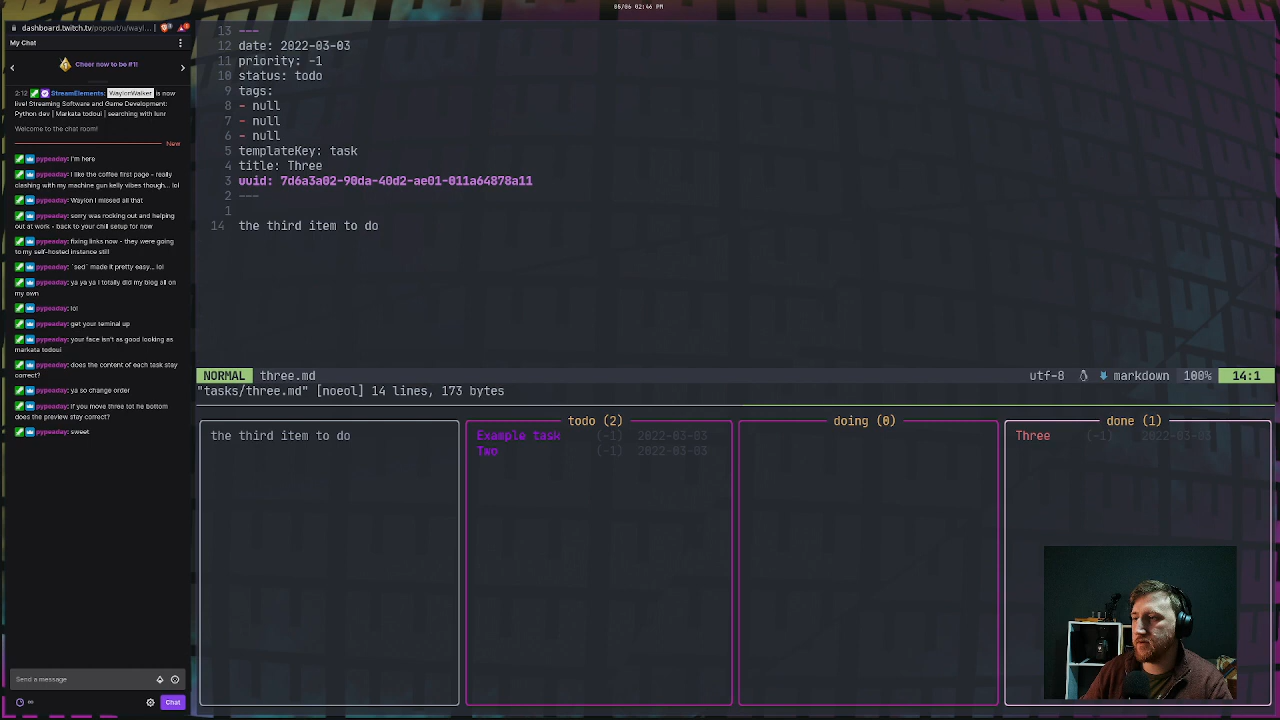 05/06 02:46 PM
dashboard.twitch.tv/popout/u/wayl...
My Chat
Cheer now to be #1!
2:12 StreamElements: WaylonWalker is now
live! Streaming Software and Game Development:
Python dev | Markata todoui | searching with lunr
Welcome to the chat room!
New
pypeaday: I'm here
pypeaday: I like the coffee first page - really
clashing with my machine gun kelly vibes though... lol
pypeaday: Waylon I missed all that
pypeaday: sorry was rocking out and helping
out at work - back to your chill setup for now
pypeaday: fixing links now - they were going
to my self-hosted instance still
pypeaday: `sed` made it pretty easy... lol
pypeaday: ya ya ya I totally did my blog all on
my own
pypeaday: lol
pypeaday: get your teminal up
pypeaday: your face isn't as good looking as
markata todoui
pypeaday: does the content of each task stay
correct?
pypeaday: ya so change order
pypeaday: If you move three tot he bottom
does the preview stay correct?
pypeaday: sweet
Send a message
Chat
13 ---
12 date: 2022-03-03
11 priority: -1
10 status: todo
9 tags:
8 - null
7 - null
6 - null
5 templateKey: task
4 title: Three
3 uuid: 7d6a3a02-90da-40d2-ae01-011a64878a11
2 ---
1
14 the third item to do
NORMAL three.md utf-8 markdown 100% 14:1
"tasks/three.md" [noeol] 14 lines, 173 bytes
the third item to do
todo (2)
Example task (-1) 2022-03-03
Two (-1) 2022-03-03
doing (0)
done (1)
Three (-1) 2022-03-03